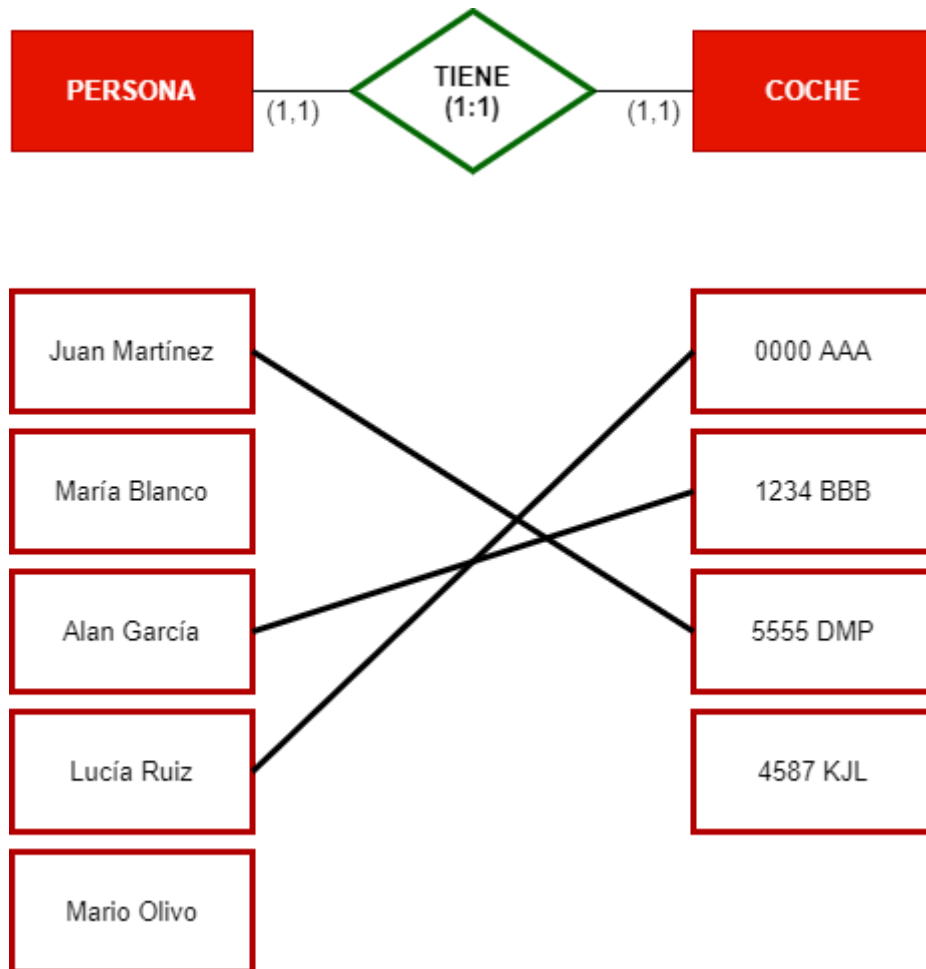 PERSONA
(1,1)
TIENE
(1:1)
(1,1)
COCHE
Juan Martínez
0000 AAA
María Blanco
1234 BBB
Alan García
5555 DMP
Lucía Ruiz
4587 KJL
Mario Olivo